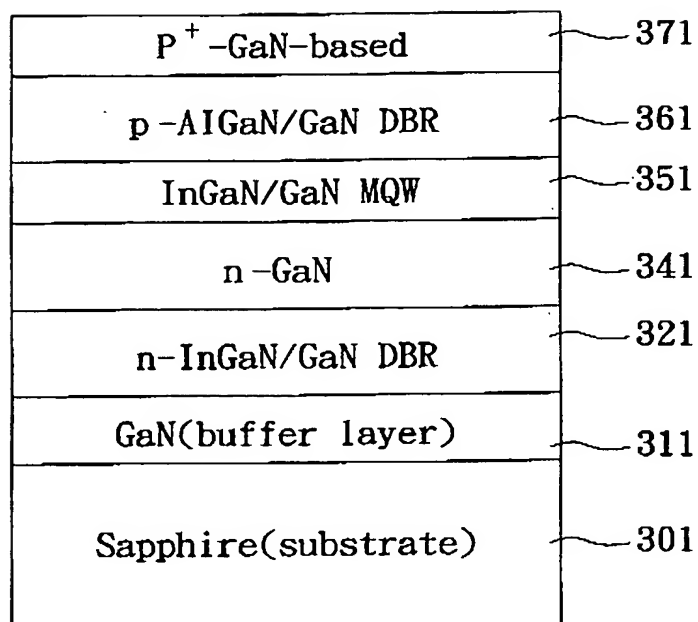 P⁺-GaN-based 371
p-AlGaN/GaN DBR 361
InGaN/GaN MQW 351
n-GaN 341
n-InGaN/GaN DBR 321
GaN(buffer layer) 311
Sapphire(substrate) 301